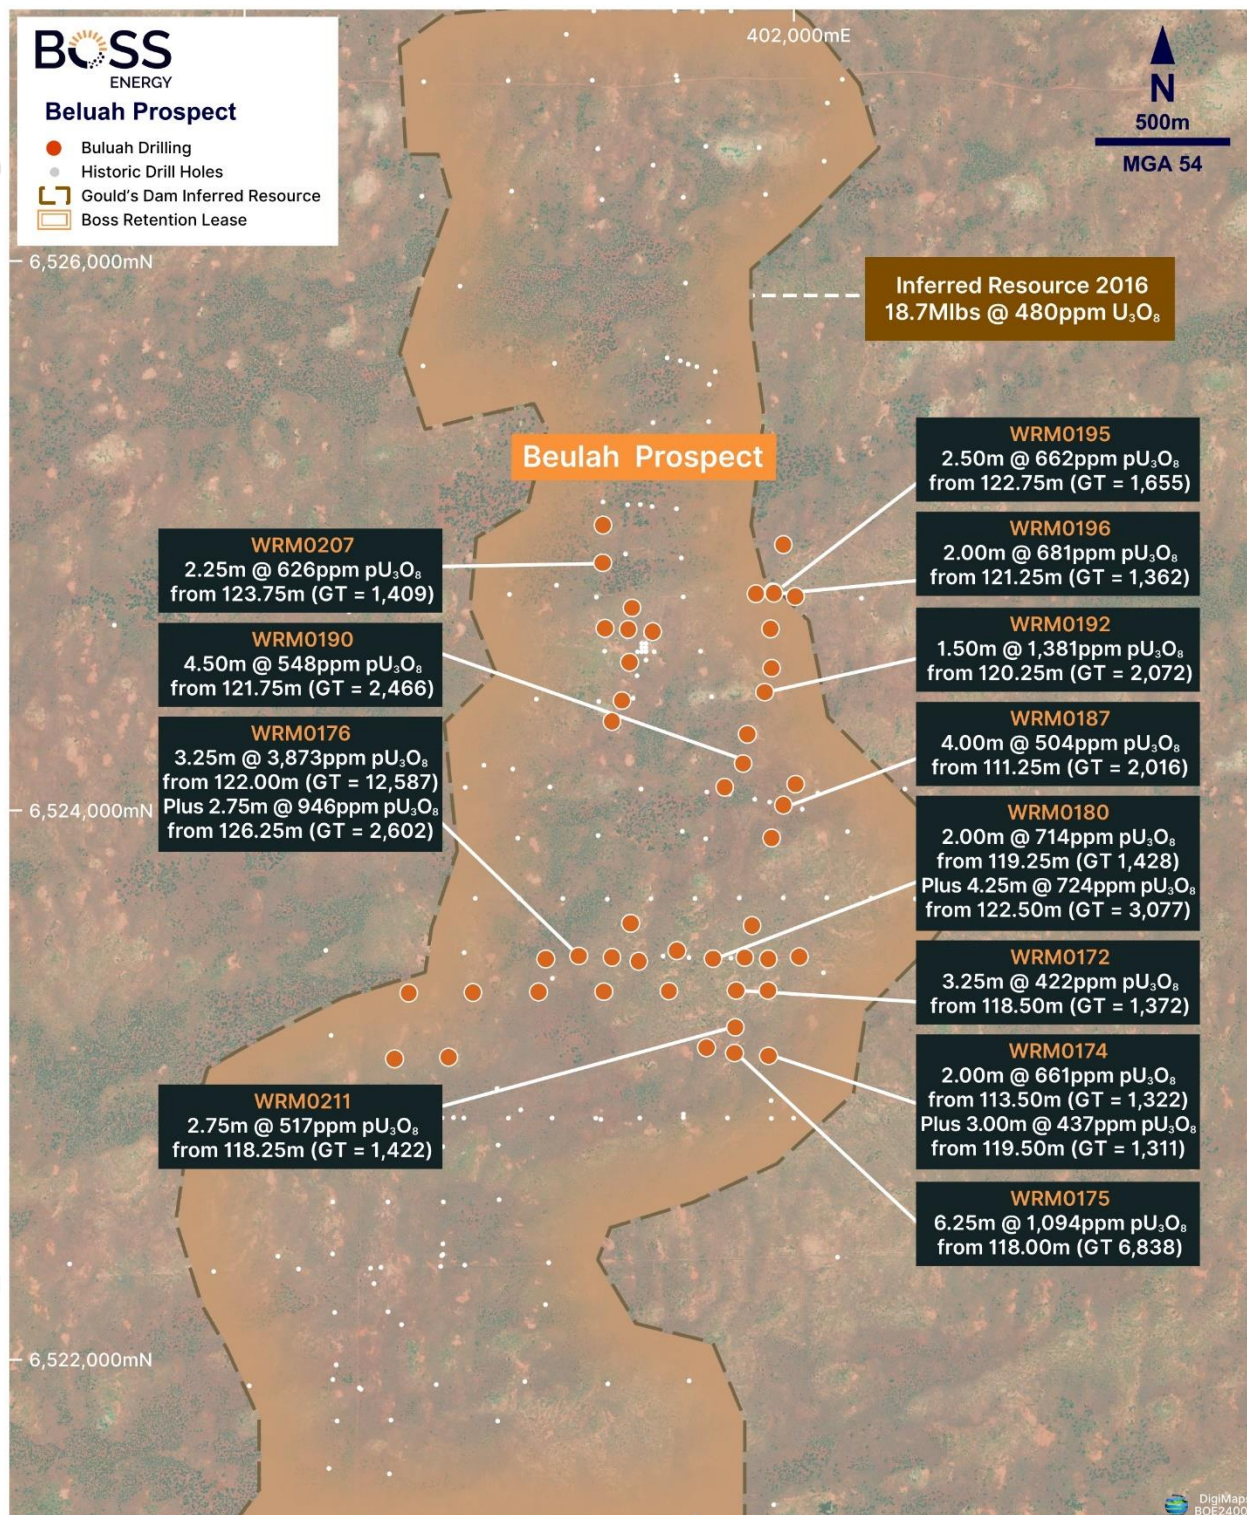 BOSS
ENERGY
Beluah Prospect
Buluah Drilling
Historic Drill Holes
Gould's Dam Inferred Resource
Boss Retention Lease
402,000mE
N
500m
MGA 54
6,526,000mN
Inferred Resource 2016
18.7Mlbs @ 480ppm U₃O₈
Beulah Prospect
WRM0195
2.50m @ 662ppm pU₃O₈
from 122.75m (GT = 1,655)
WRM0196
2.00m @ 681ppm pU₃O₈
from 121.25m (GT = 1,362)
WRM0207
2.25m @ 626ppm pU₃O₈
from 123.75m (GT = 1,409)
WRM0192
1.50m @ 1,381ppm pU₃O₈
from 120.25m (GT = 2,072)
WRM0190
4.50m @ 548ppm pU₃O₈
from 121.75m (GT = 2,466)
WRM0187
4.00m @ 504ppm pU₃O₈
from 111.25m (GT = 2,016)
WRM0176
3.25m @ 3,873ppm pU₃O₈
from 122.00m (GT = 12,587)
Plus 2.75m @ 946ppm pU₃O₈
from 126.25m (GT = 2,602)
6,524,000mN
WRM0180
2.00m @ 714ppm pU₃O₈
from 119.25m (GT 1,428)
Plus 4.25m @ 724ppm pU₃O₈
from 122.50m (GT = 3,077)
WRM0172
3.25m @ 422ppm pU₃O₈
from 118.50m (GT = 1,372)
WRM0174
2.00m @ 661ppm pU₃O₈
from 113.50m (GT = 1,322)
Plus 3.00m @ 437ppm pU₃O₈
from 119.50m (GT = 1,311)
WRM0211
2.75m @ 517ppm pU₃O₈
from 118.25m (GT = 1,422)
WRM0175
6.25m @ 1,094ppm pU₃O₈
from 118.00m (GT 6,838)
6,522,000mN
DigiMap
BOE2400